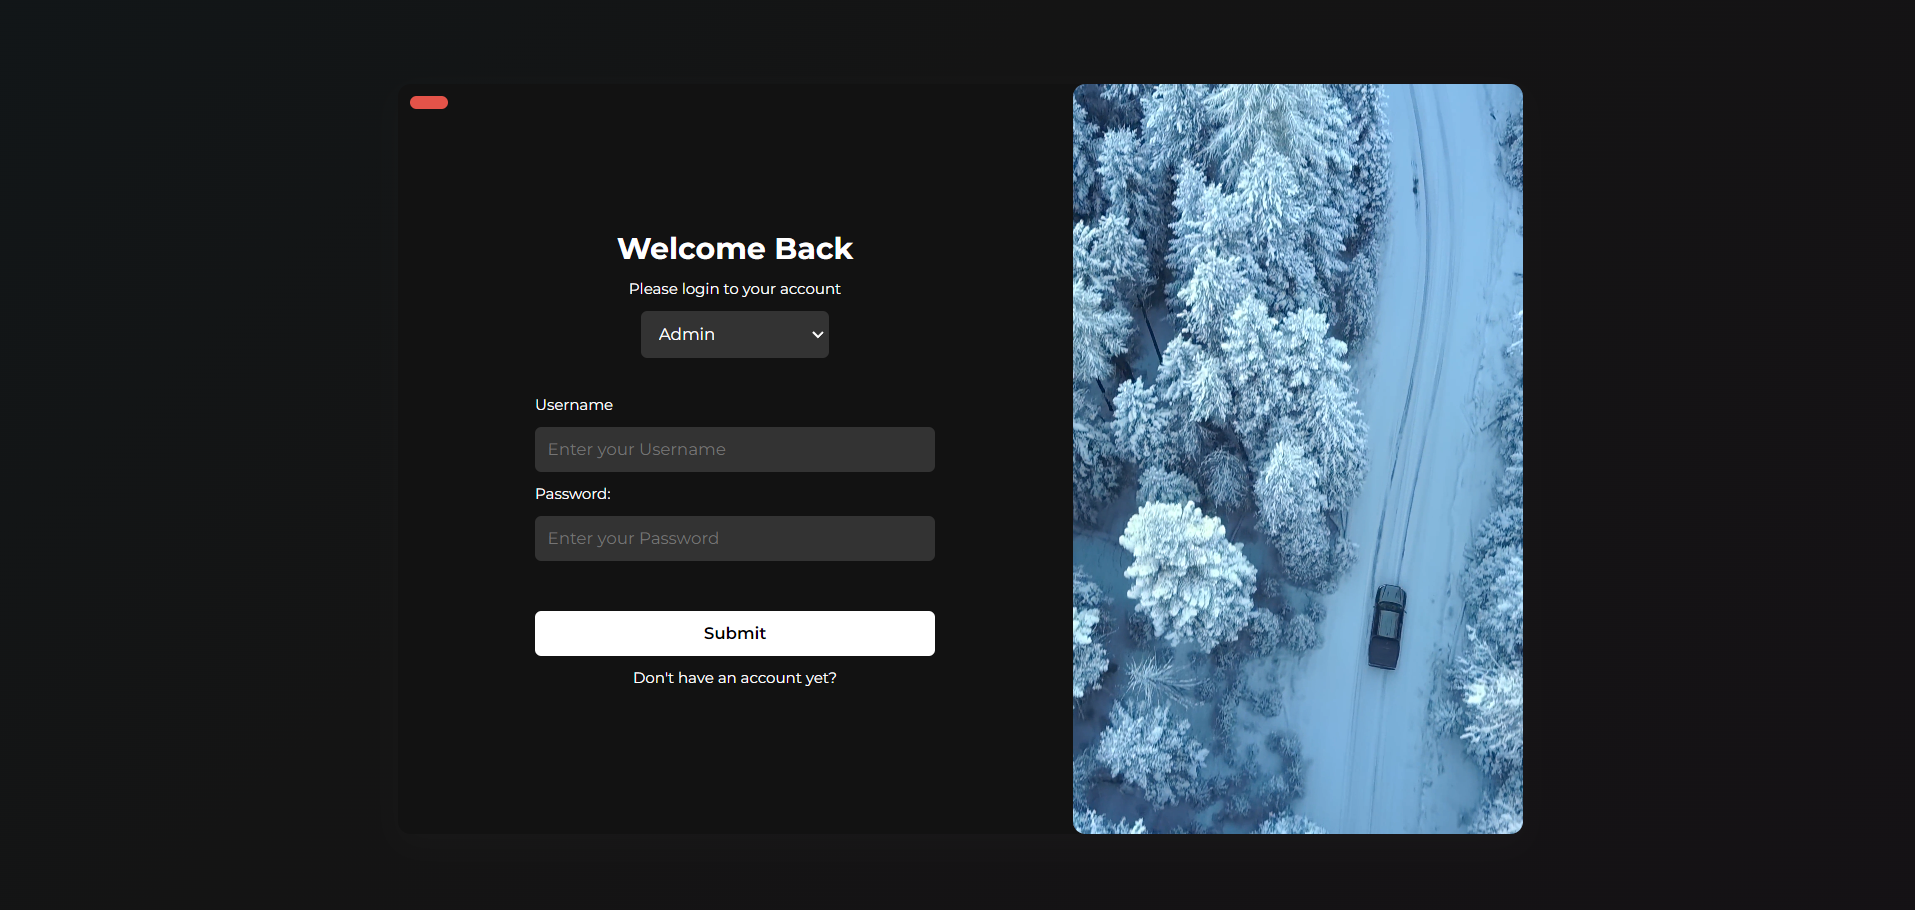 Welcome Back
Please login to your account
Admin
Username
Enter your Username
Password:
Enter your Password
Submit
Don't have an account yet?